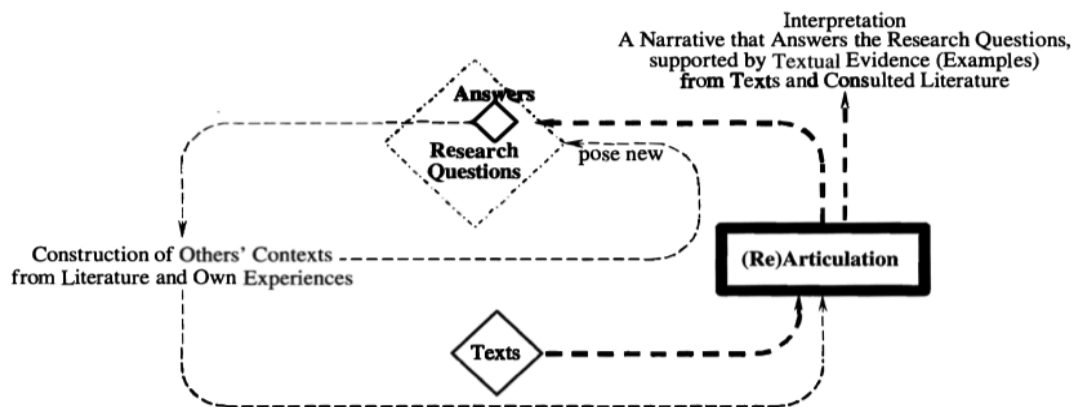 Interpretation
A Narrative that Answers the Research Questions,
supported by Textual Evidence (Examples)
from Texts and Consulted Literature
Answers
Research
Questions
pose new
Construction of Others' Contexts
from Literature and Own Experiences
(Re)Articulation
Texts